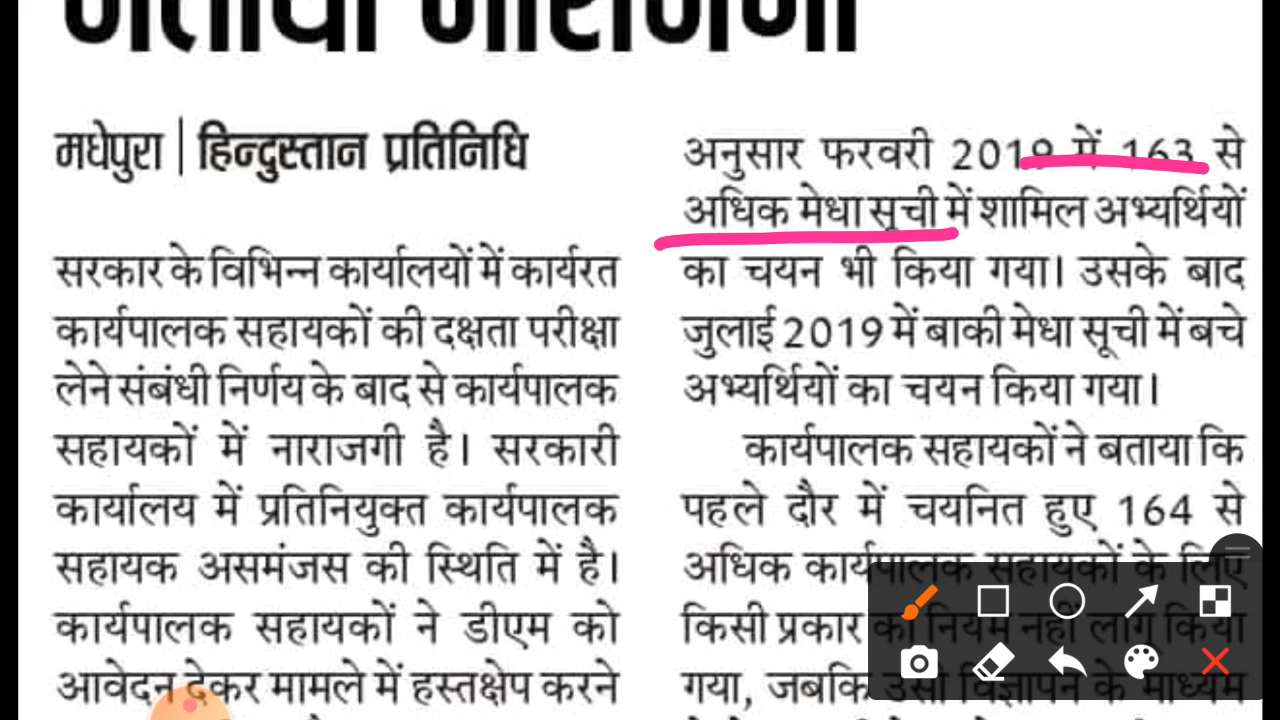 जतायी नाराजगी
मधेपुरा | हिन्दुस्तान प्रतिनिधि
सरकार के विभिन्न कार्यालयों में कार्यरत
कार्यपालक सहायकों की दक्षता परीक्षा
लेने संबंधी निर्णय के बाद से कार्यपालक
सहायकों में नाराजगी है। सरकारी
कार्यालय में प्रतिनियुक्त कार्यपालक
सहायक असमंजस की स्थिति में है।
कार्यपालक सहायकों ने डीएम को
आवेदन देकर मामले में हस्तक्षेप करने
अनुसार फरवरी 2019 में 163 से
अधिक मेधा सूची में शामिल अभ्यर्थियों
का चयन भी किया गया। उसके बाद
जुलाई 2019 में बाकी मेधा सूची में बचे
अभ्यर्थियों का चयन किया गया।
कार्यपालक सहायकों ने बताया कि
पहले दौर में चयनित हुए 164 से
अधिक कार्यपालक सहायकों के लिए
किसी प्रकार का नियम नहीं लागू किया
गया, जबकि उसी विज्ञापन के माध्यम